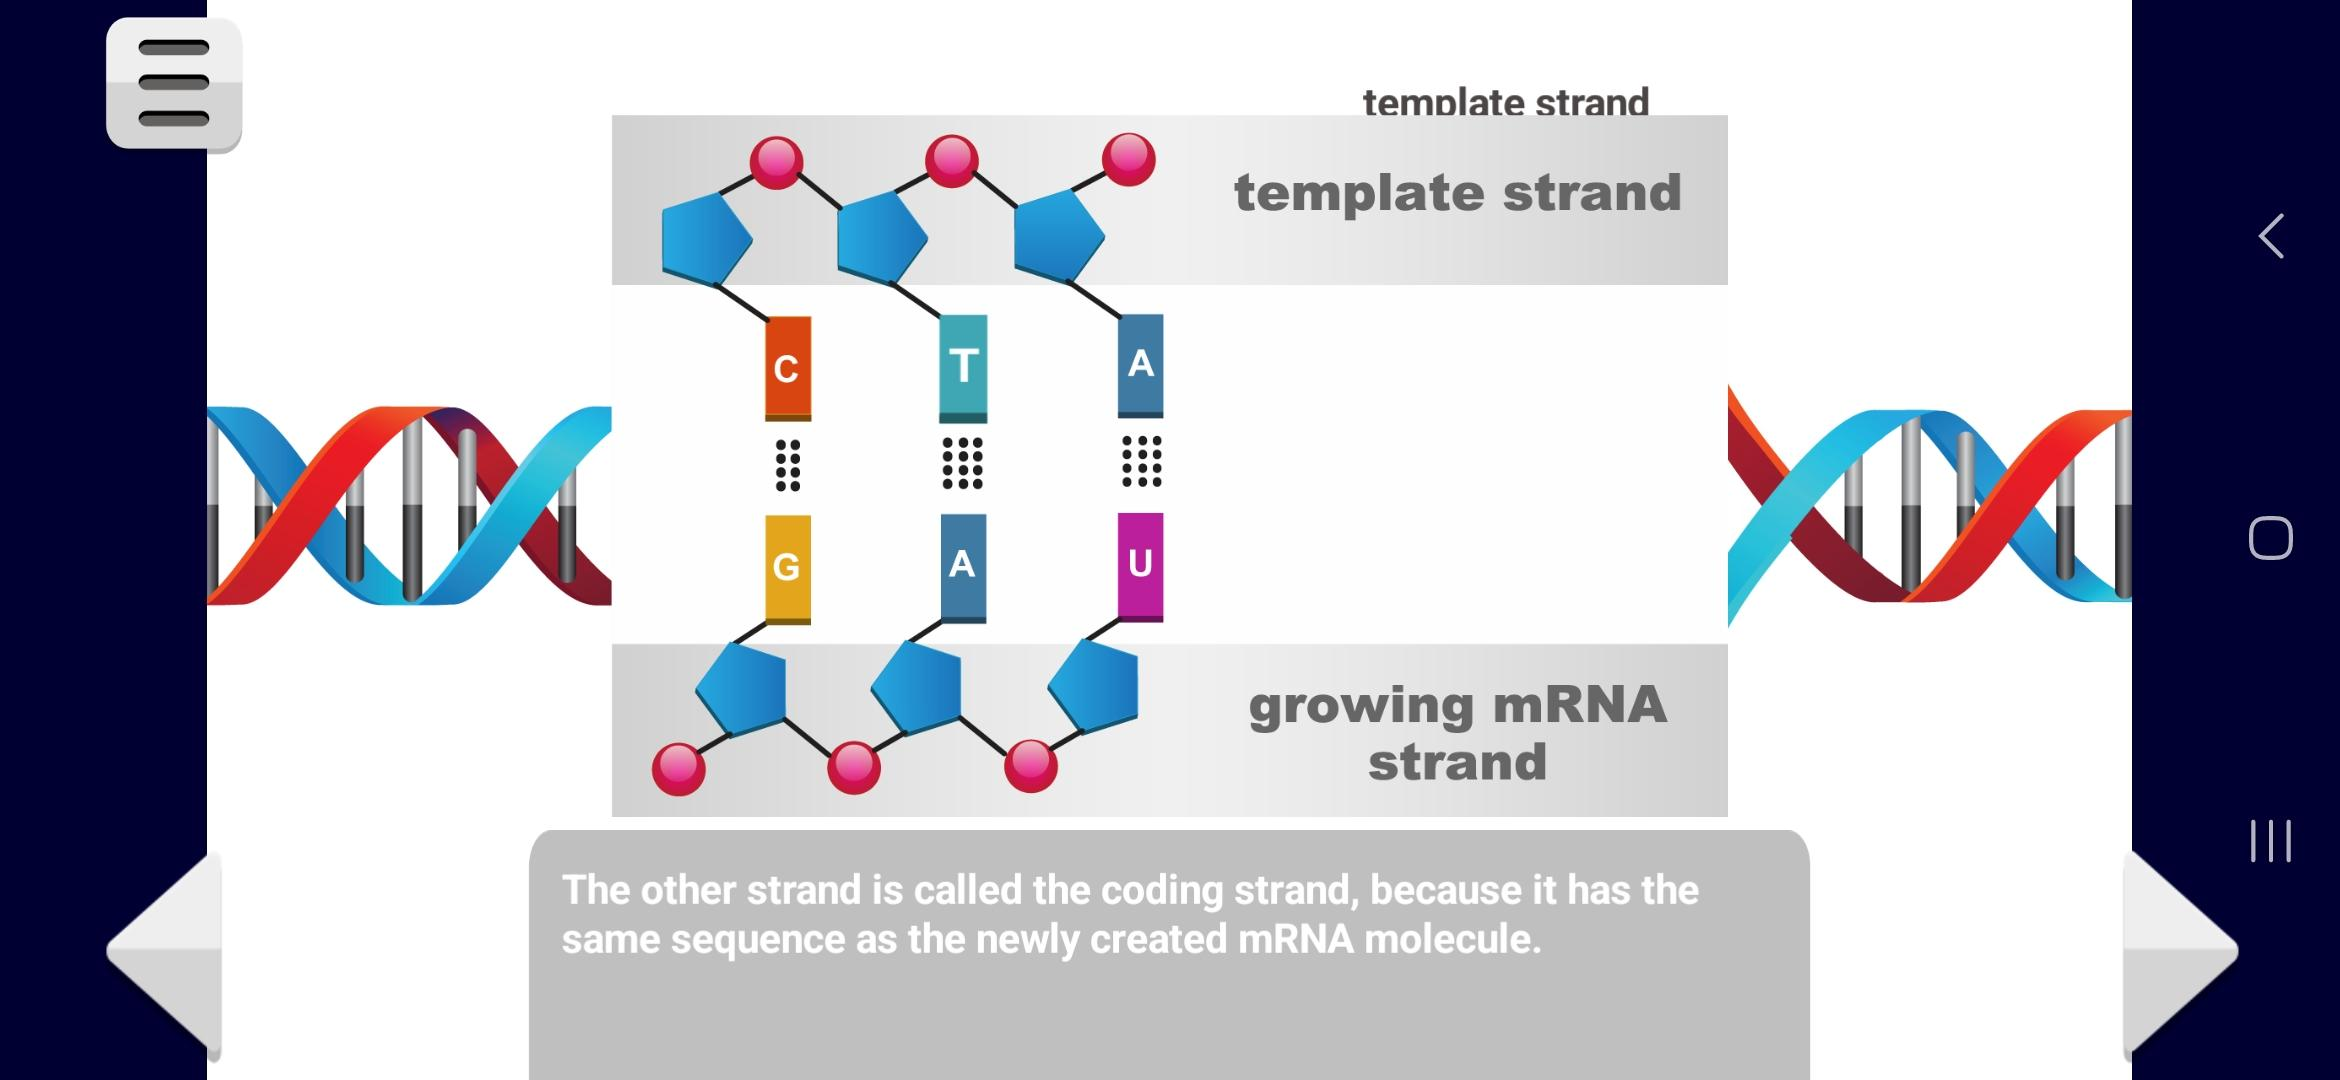 template strand
template strand
C T A
G A U
growing mRNA
strand
The other strand is called the coding strand, because it has the
same sequence as the newly created mRNA molecule.